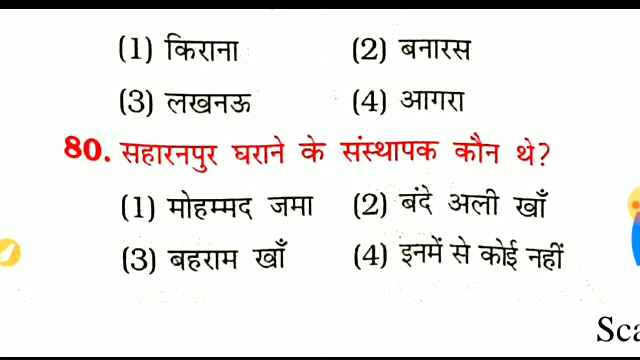 (1) किराना (2) बनारस
(3) लखनऊ (4) आगरा
80. सहारनपुर घराने के संस्थापक कौन थे?
(1) मोहम्मद जमा (2) बंदे अली खाँ
(3) बहराम खाँ (4) इनमें से कोई नहीं